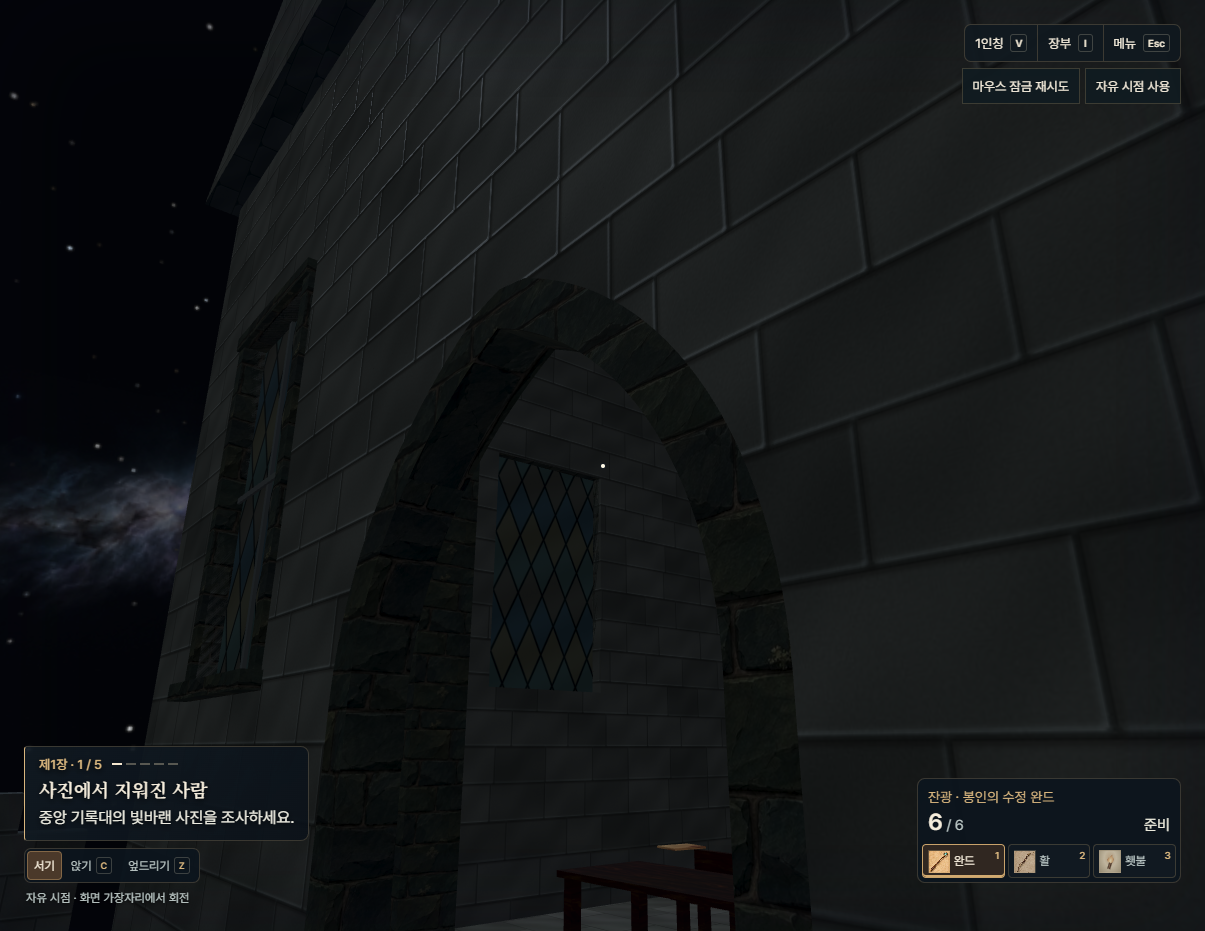 1인칭 V 장부 I 메뉴 Esc
마우스 잠금 재시도 자유 시점 사용
제1장 · 1 / 5
사진에서 지워진 사람
중앙 기록대의 빛바랜 사진을 조사하세요.
서기 앉기 C 엎드리기 Z
자유 시점 · 화면 가장자리에서 회전
잔광 · 봉인의 수정 완드
6 / 6 준비
완드 1 활 2 횃불 3